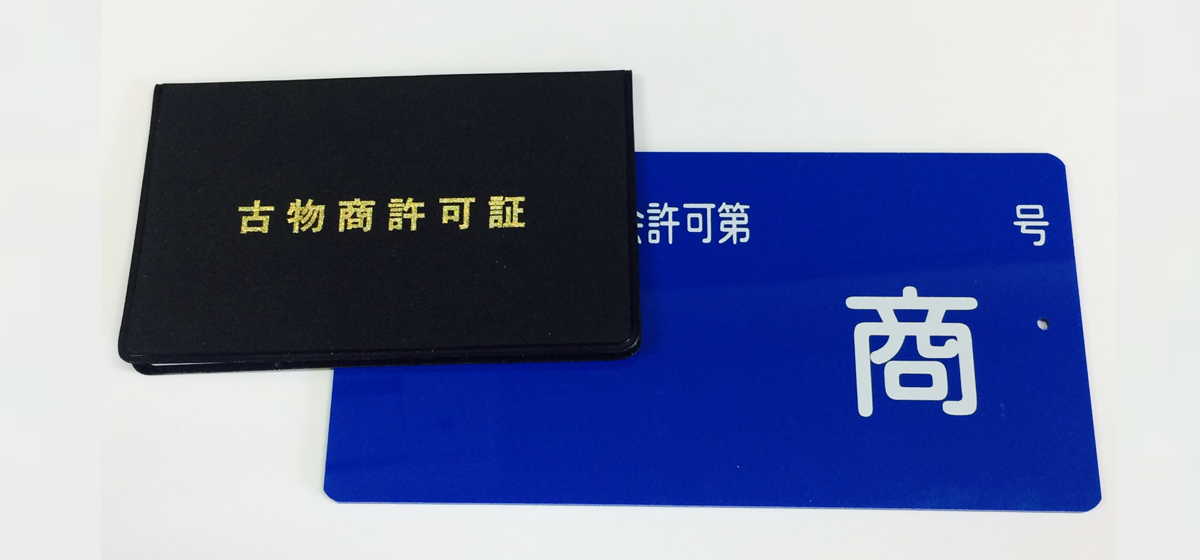 古物商許可証
許可第 号
商